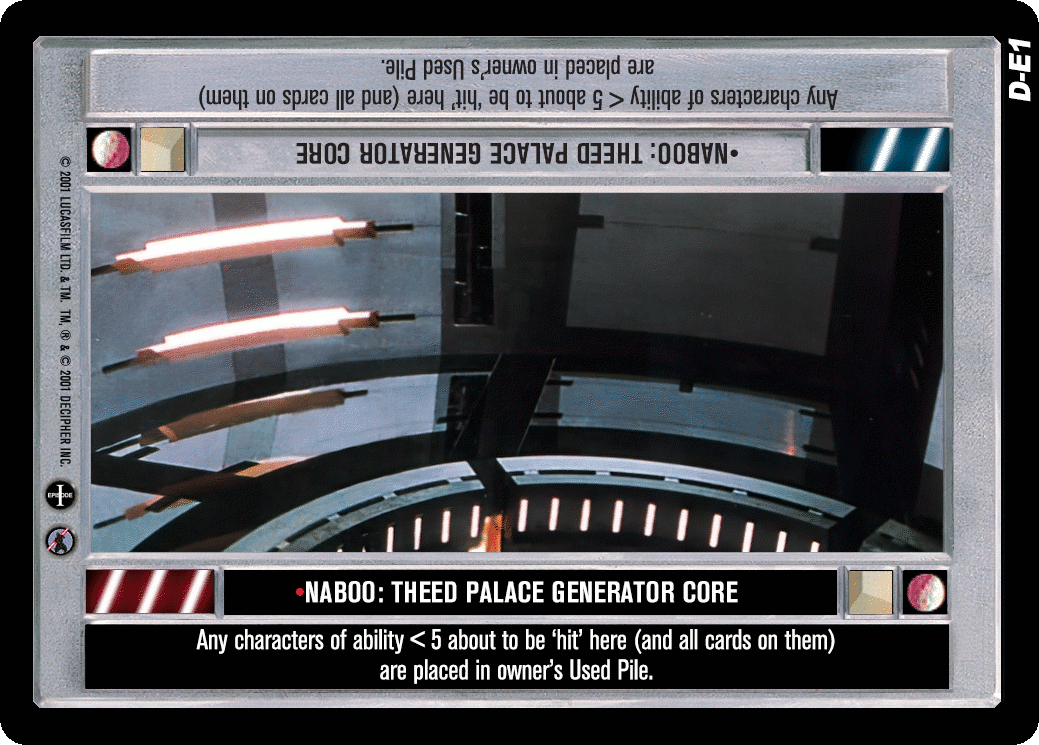 D-E1
Any characters of ability < 5 about to be 'hit' here (and all cards on them)
are placed in owner's Used Pile.
•NABOO: THEED PALACE GENERATOR CORE
© 2001 LUCASFILM LTD. & TM. TM, ® & © 2001 DECIPHER INC.
EPISODE
I
•NABOO: THEED PALACE GENERATOR CORE
Any characters of ability < 5 about to be 'hit' here (and all cards on them)
are placed in owner's Used Pile.